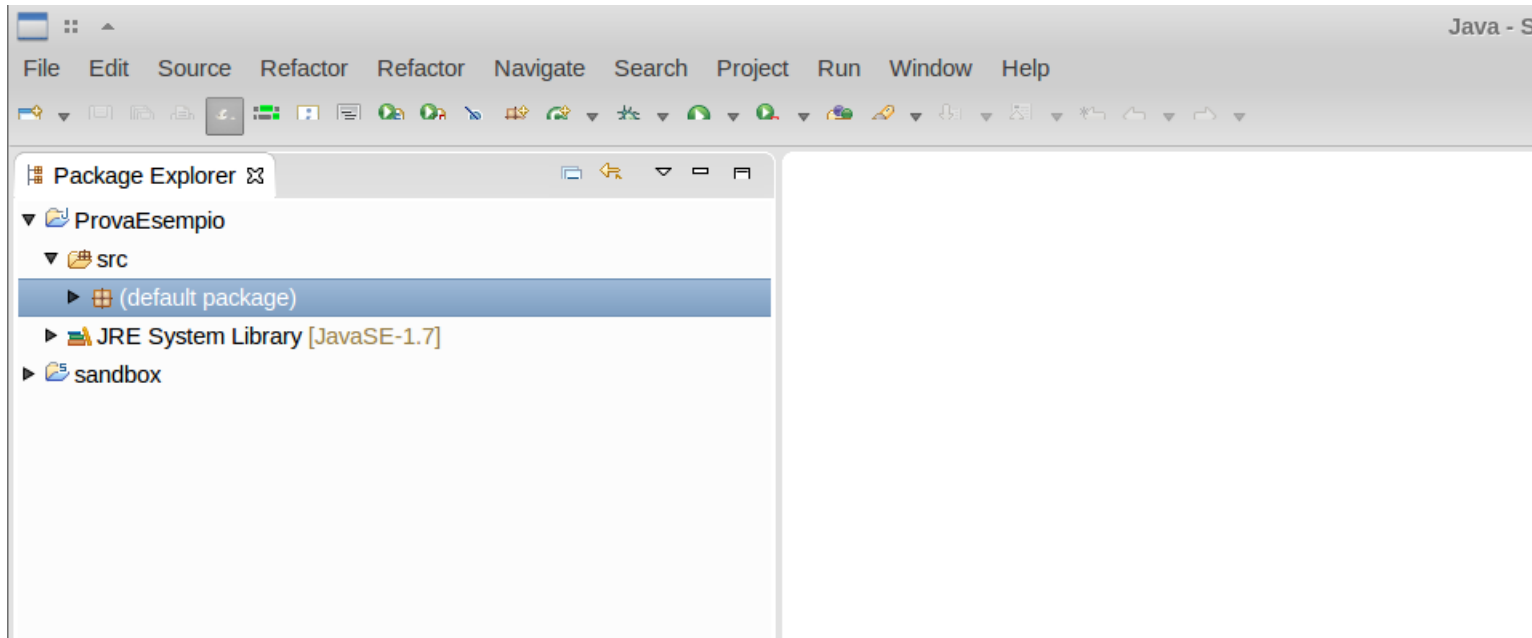 Java - S
File Edit Source Refactor Refactor Navigate Search Project Run Window Help
Package Explorer
ProvaEsempio
src
(default package)
JRE System Library [JavaSE-1.7]
sandbox